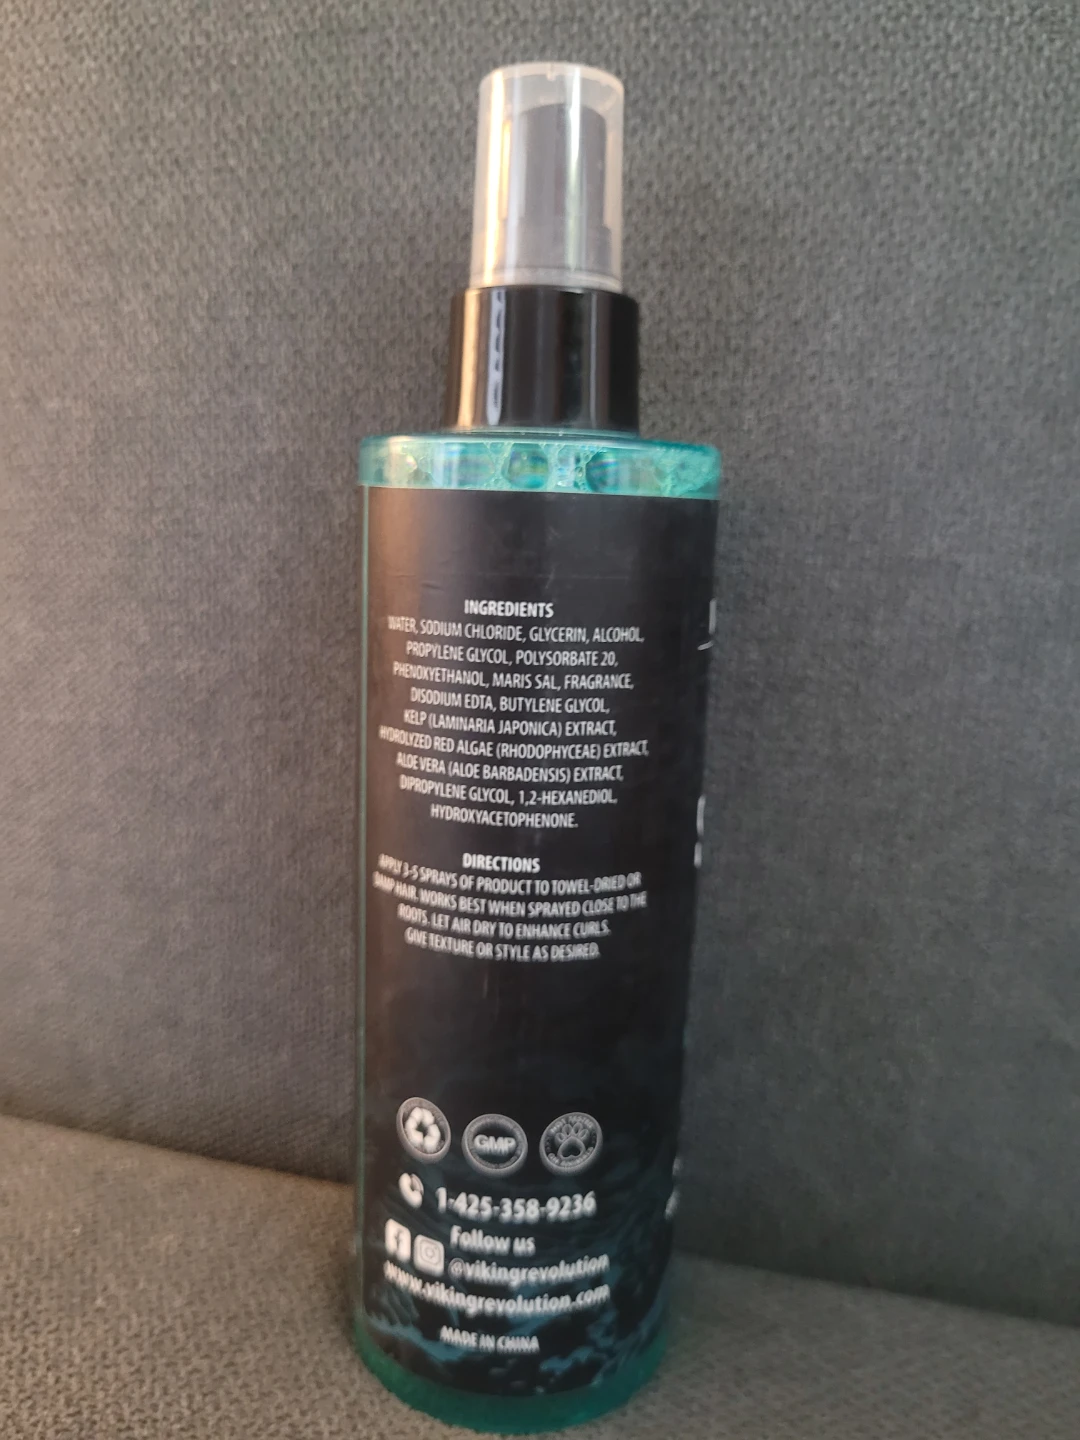 INGREDIENTS
WATER, SODIUM CHLORIDE, GLYCERIN, ALCOHOL,
PROPYLENE GLYCOL, POLYSORBATE 20,
PHENOXYETHANOL, MARIS SAL, FRAGRANCE,
DISODIUM EDTA, BUTYLENE GLYCOL,
KELP (LAMINARIA JAPONICA) EXTRACT,
HYDROLYZED RED ALGAE (RHODOPHYCEAE) EXTRACT,
ALOE VERA (ALOE BARBADENSIS) EXTRACT,
DIPROPYLENE GLYCOL, 1,2-HEXANEDIOL,
HYDROXYACETOPHENONE.
DIRECTIONS
APPLY 3-5 SPRAYS OF PRODUCT TO TOWEL-DRIED OR
DAMP HAIR. WORKS BEST WHEN SPRAYED CLOSE TO THE
ROOTS. LET AIR DRY TO ENHANCE CURLS.
GIVE TEXTURE OR STYLE AS DESIRED.
GMP
1-425-358-9236
Follow us
@vikingrevolution
www.vikingrevolution.com
MADE IN CHINA